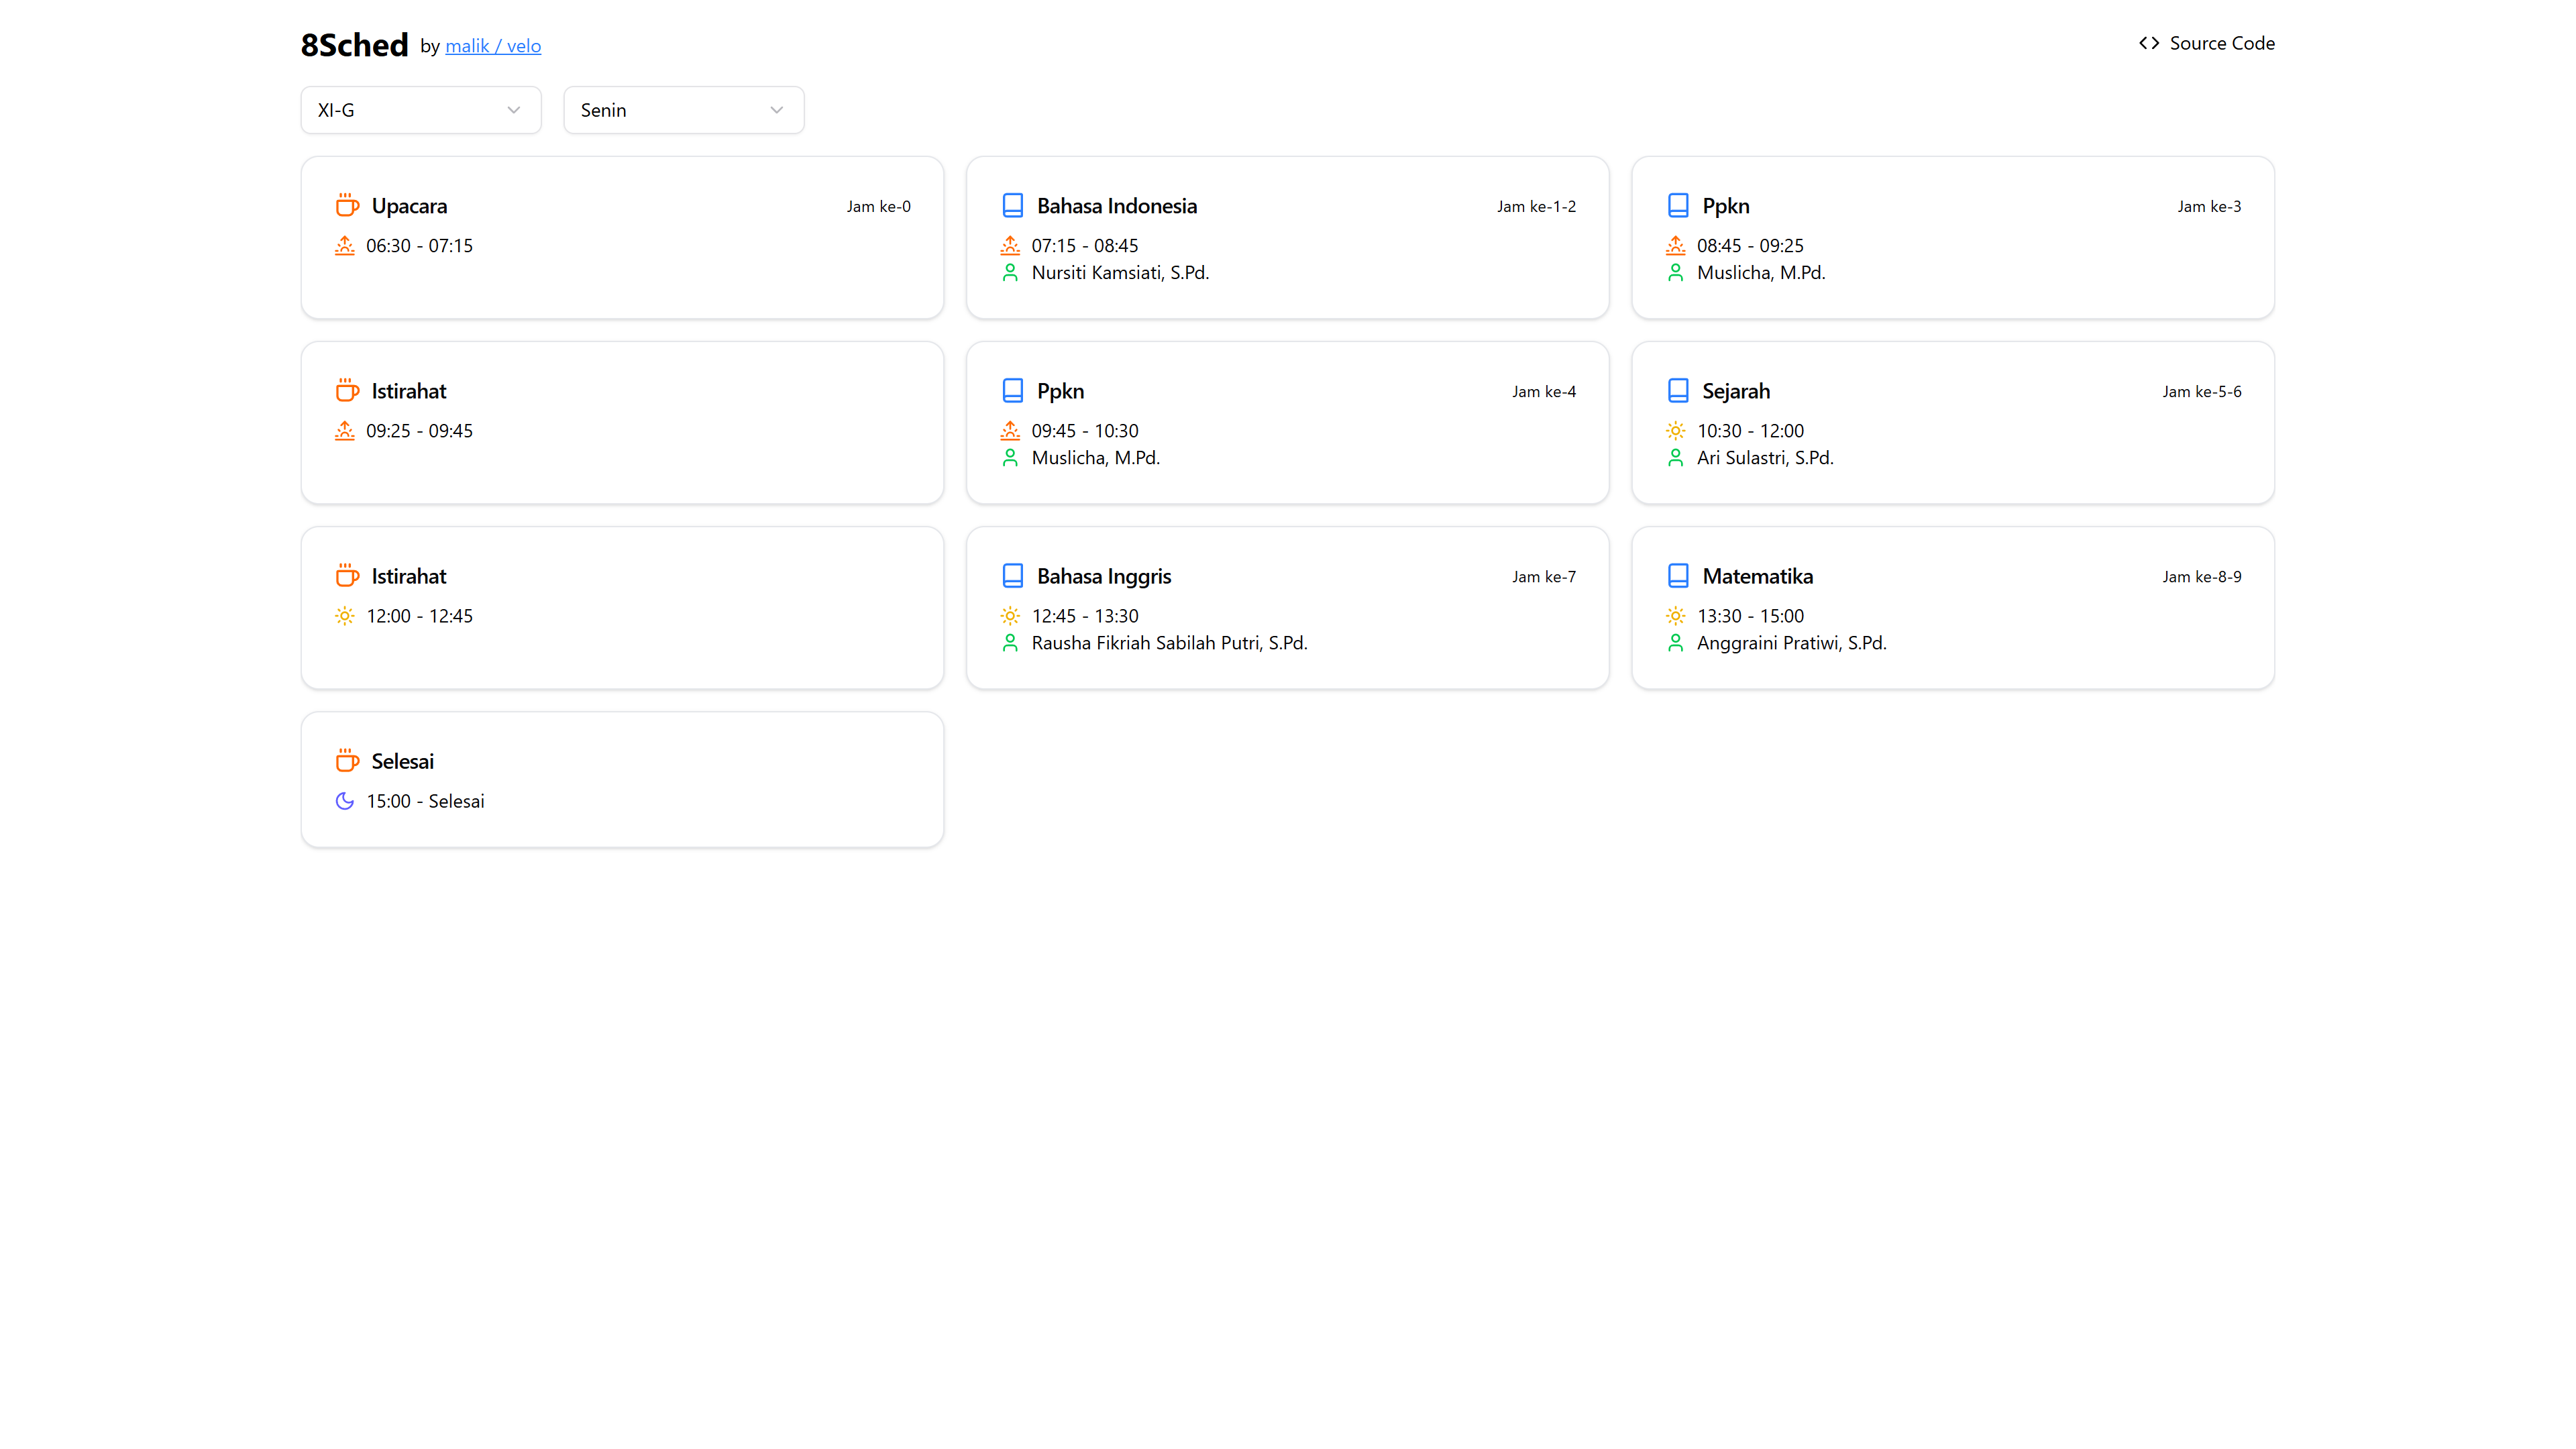 8Sched by malik / velo
Source Code
XI-G
Senin
Upacara
Jam ke-0
06:30 - 07:15
Bahasa Indonesia
Jam ke-1-2
07:15 - 08:45
Nursiti Kamsiati, S.Pd.
Ppkn
Jam ke-3
08:45 - 09:25
Muslicha, M.Pd.
Istirahat
09:25 - 09:45
Ppkn
Jam ke-4
09:45 - 10:30
Muslicha, M.Pd.
Sejarah
Jam ke-5-6
10:30 - 12:00
Ari Sulastri, S.Pd.
Istirahat
12:00 - 12:45
Bahasa Inggris
Jam ke-7
12:45 - 13:30
Rausha Fikriah Sabilah Putri, S.Pd.
Matematika
Jam ke-8-9
13:30 - 15:00
Anggraini Pratiwi, S.Pd.
Selesai
15:00 - Selesai